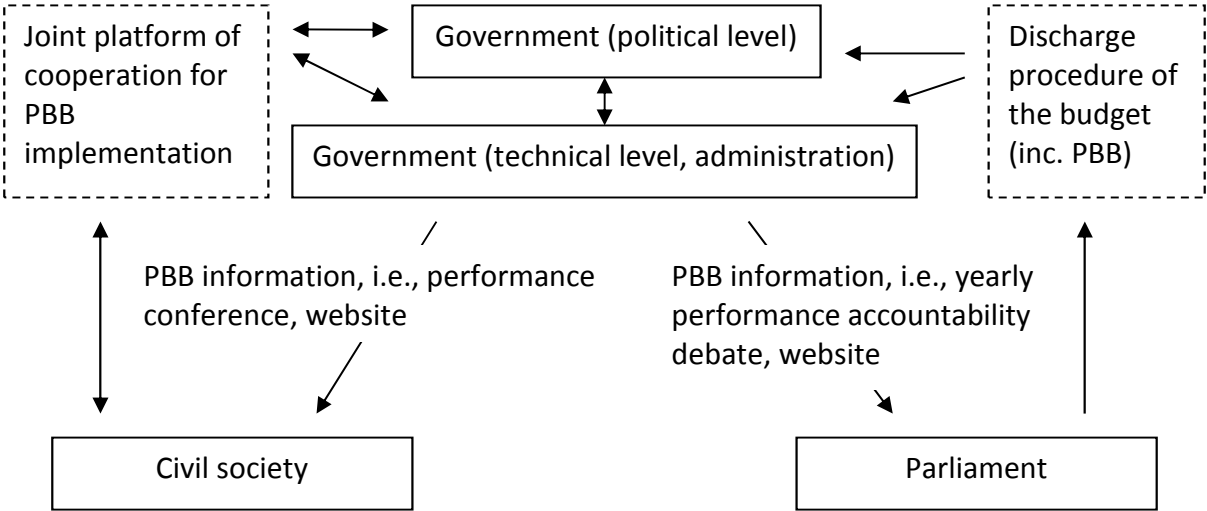 Joint platform of
cooperation for
PBB
implementation
Government (political level)
Government (technical level, administration)
Discharge
procedure of
the budget
(inc. PBB)
PBB information, i.e., performance
conference, website
PBB information, i.e., yearly
performance accountability
debate, website
Civil society
Parliament